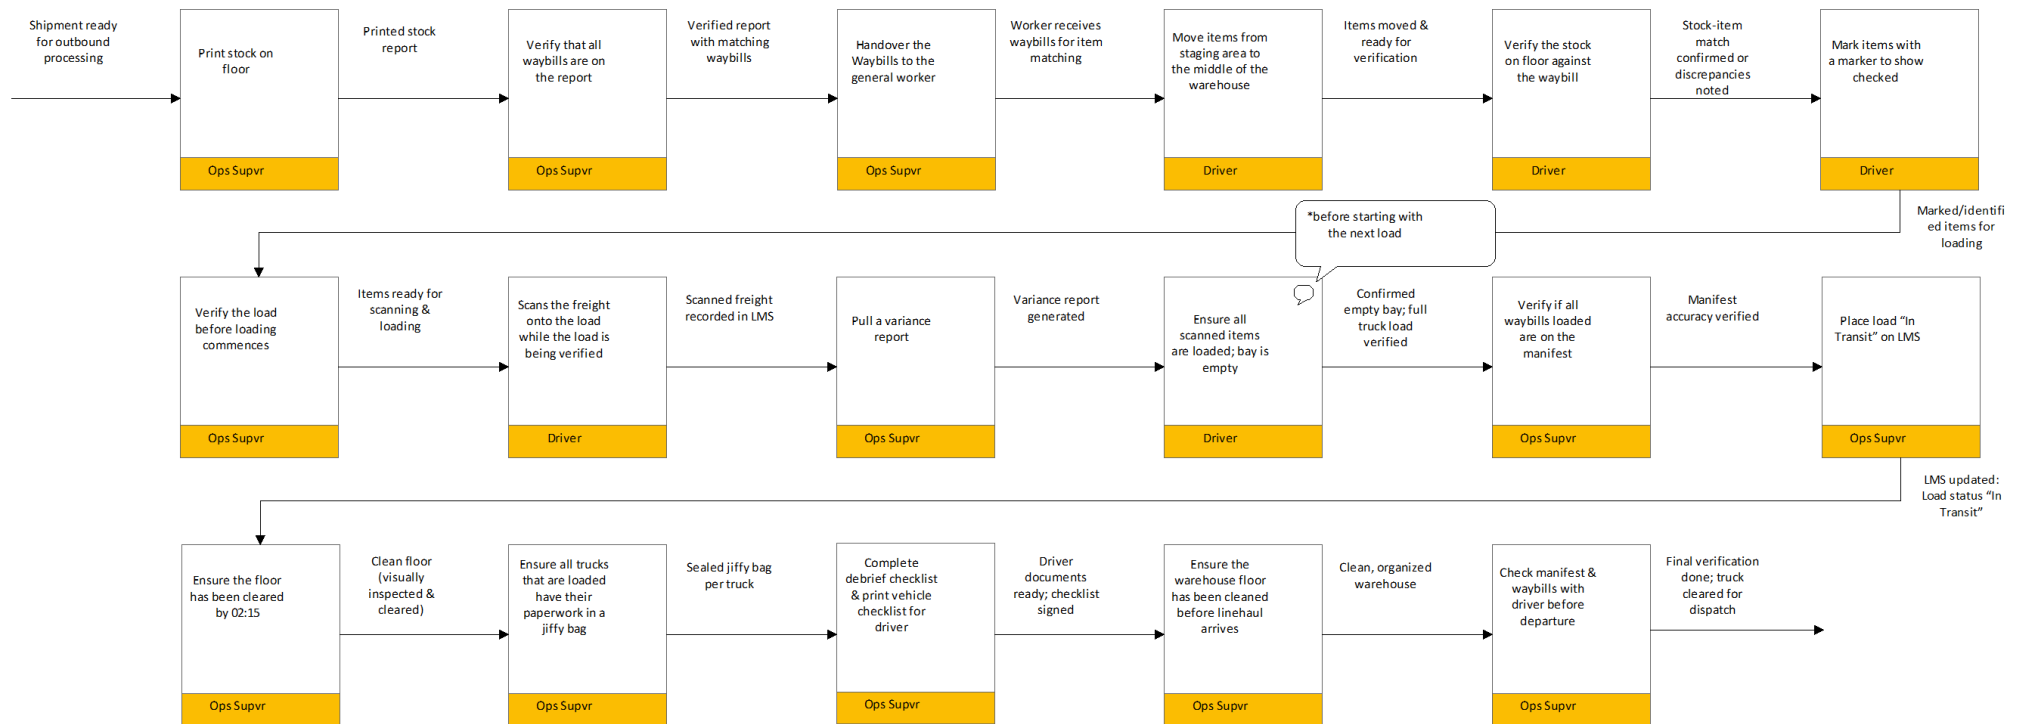 Shipment ready
for outbound
processing
Print stock on
floor
Ops Supvr
Printed stock
report
Verify that all
waybills are on
the report
Ops Supvr
Verified report
with matching
waybills
Handover the
Waybills to the
general worker
Ops Supvr
Worker receives
waybills for item
matching
Move items from
staging area to
the middle of the
warehouse
Driver
Items moved &
ready for
verification
Verify the stock
on floor against
the waybill
Driver
Stock-item
match
confirmed or
discrepancies
noted
Mark items with
a marker to show
checked
Driver
Marked/identifi
ed items for
loading
*before starting with
the next load
Verify the load
before loading
commences
Ops Supvr
Items ready for
scanning &
loading
Scans the freight
onto the load
while the load is
being verified
Driver
Scanned freight
recorded in LMS
Pull a variance
report
Ops Supvr
Variance report
generated
Ensure all
scanned items
are loaded; bay is
empty
Driver
Confirmed
empty bay; full
truck load
verified
Verify if all
waybills loaded
are on the
manifest
Ops Supvr
Manifest
accuracy verified
Place load “In
Transit” on LMS
Ops Supvr
LMS updated:
Load status “In
Transit”
Ensure the floor
has been cleared
by 02:15
Ops Supvr
Clean floor
(visually
inspected &
cleared)
Ensure all trucks
that are loaded
have their
paperwork in a
jiffy bag
Ops Supvr
Sealed jiffy bag
per truck
Complete
debrief checklist
& print vehicle
checklist for
driver
Ops Supvr
Driver
documents
ready; checklist
signed
Ensure the
warehouse floor
has been cleaned
before linehaul
arrives
Ops Supvr
Clean, organized
warehouse
Check manifest &
waybills with
driver before
departure
Ops Supvr
Final verification
done; truck
cleared for
dispatch